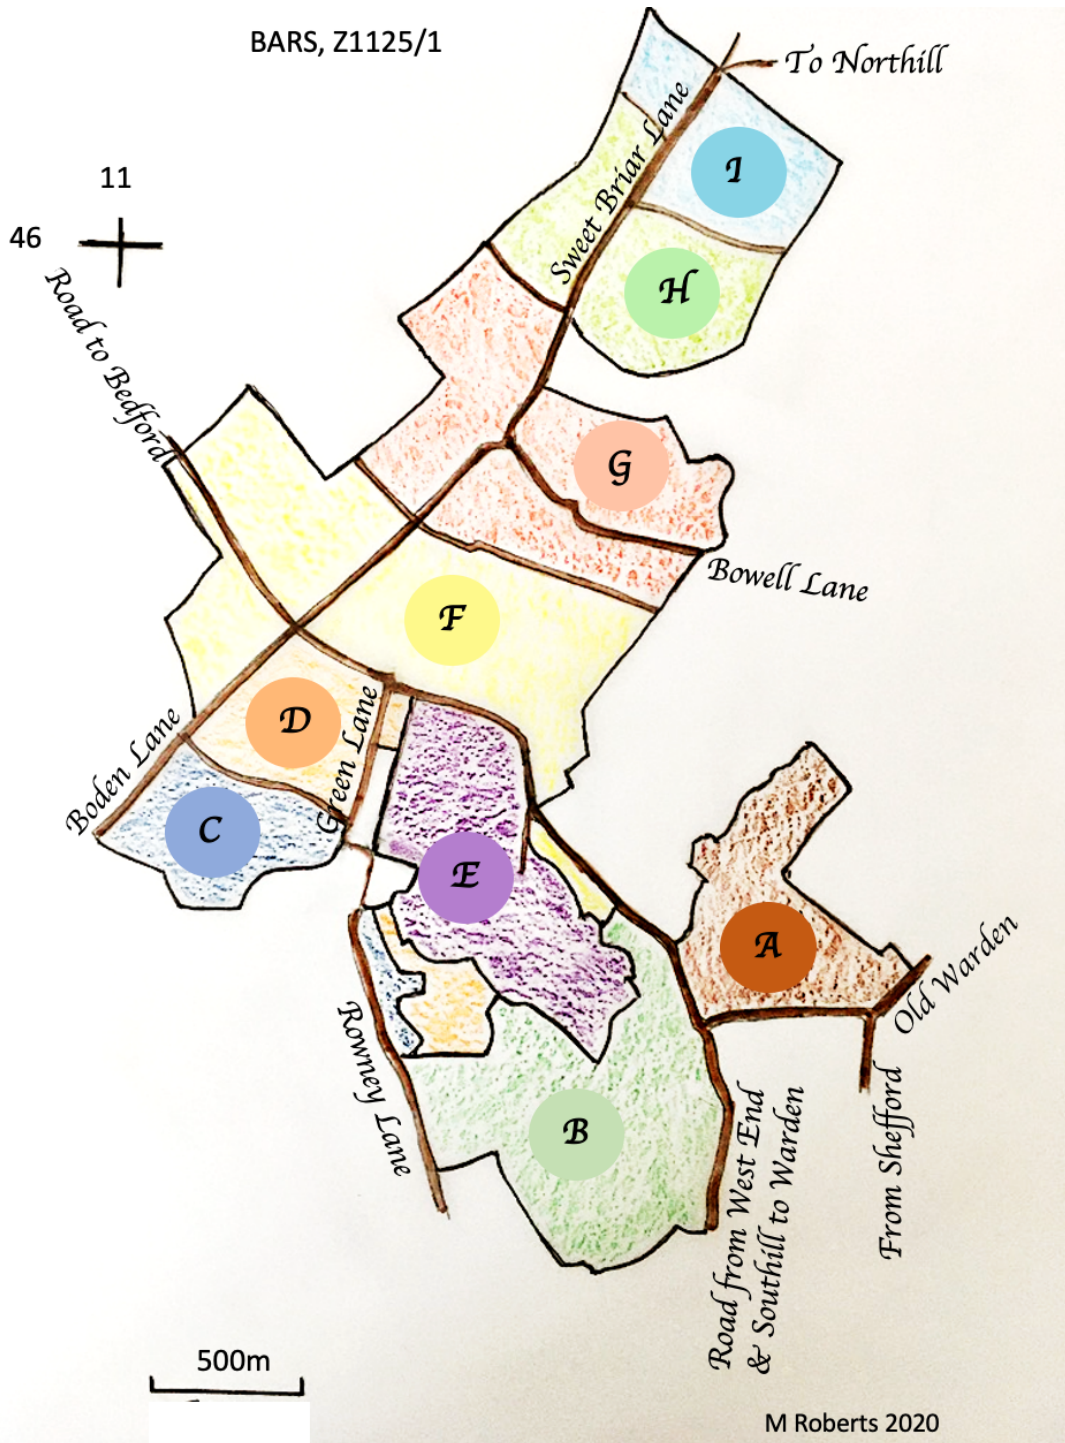 BARS, Z1125/1
To Northill
11
46
Road to Bedford
Sweet Briar Lane
I
H
G
Bowell Lane
F
D
Green Lane
Boden Lane
C
E
A
Old Warden
Rowney Lane
B
From Shefford
Road from West End
& Southill to Warden
500m
M Roberts 2020